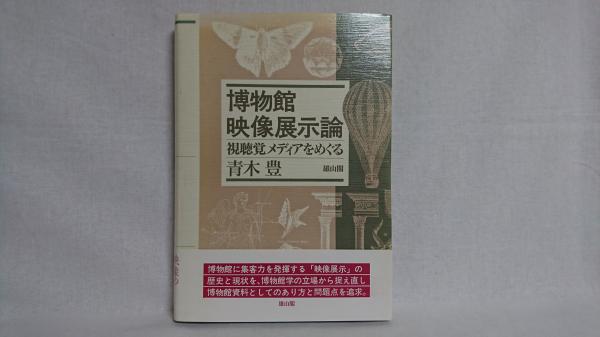 博物館
映像展示論
視聴覚メディアをめぐる
青木 豊
雄山閣
博物館に集客力を発揮する「映像展示」の
歴史と現状を、博物館学の立場から捉え直し
博物館資料としてのあり方と問題点を追求。
雄山閣